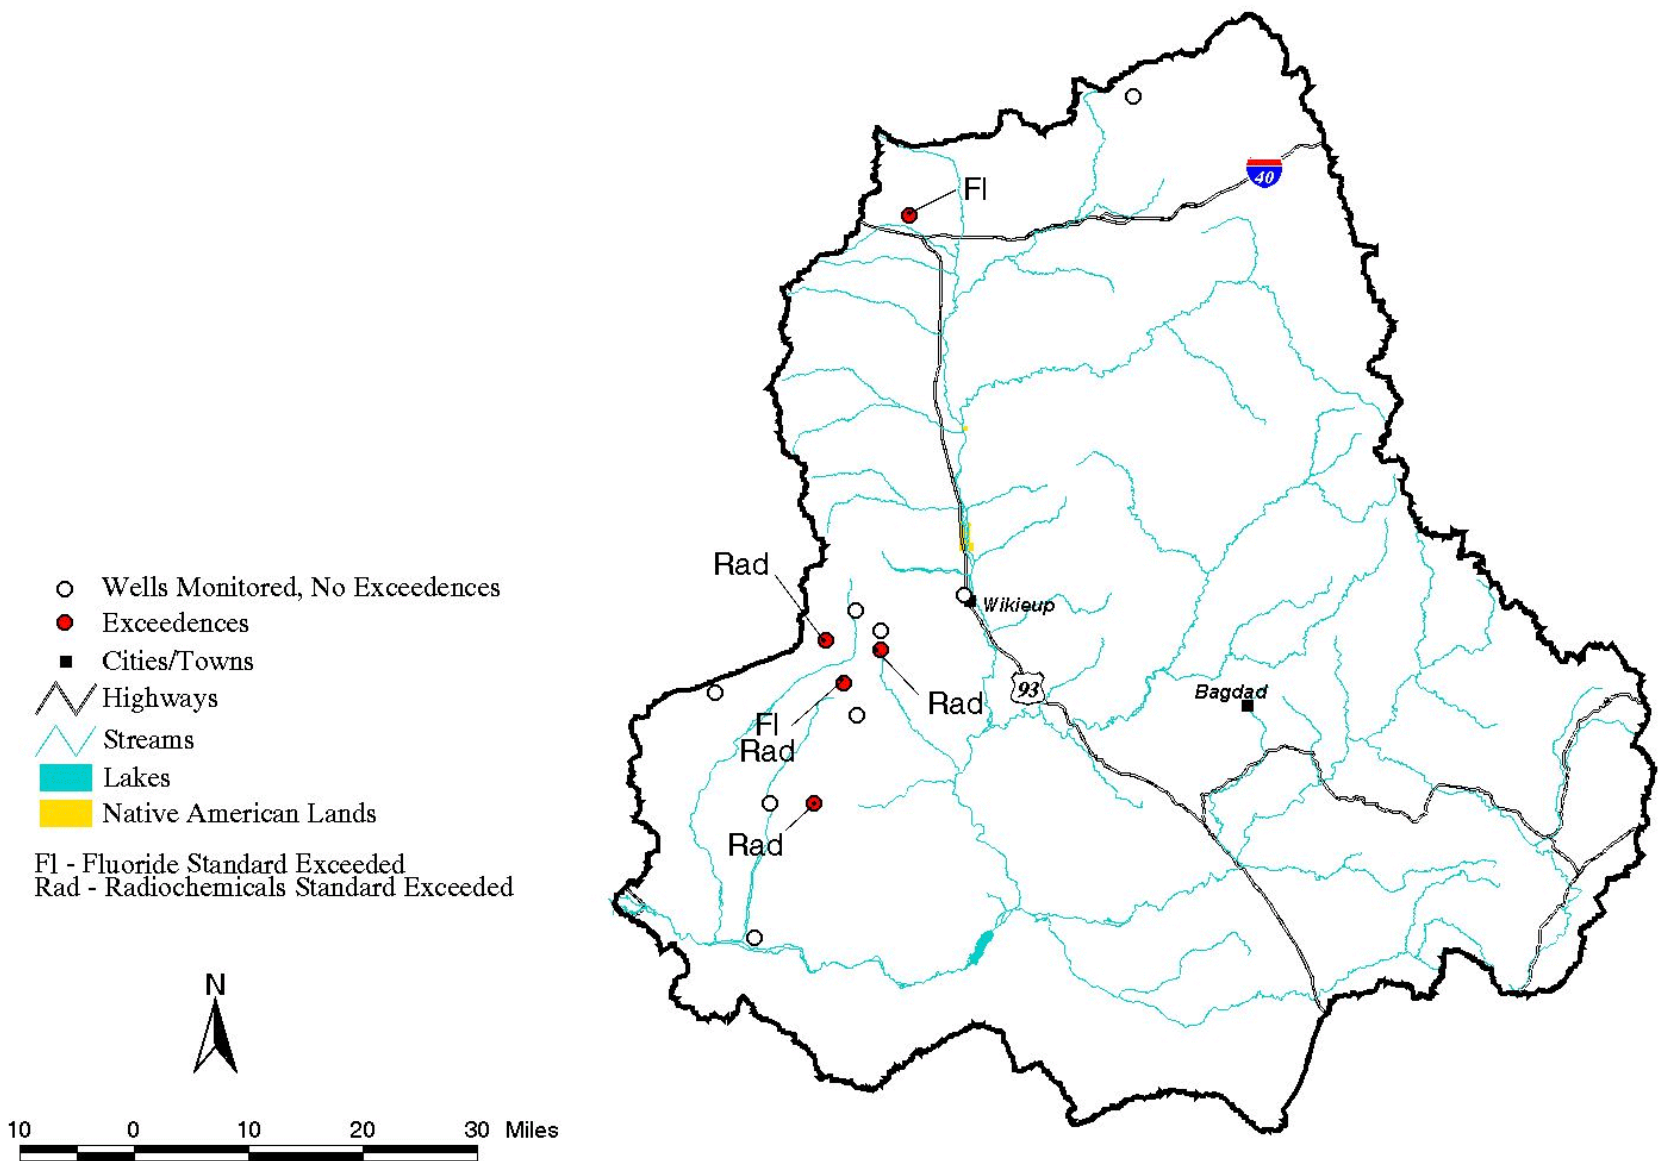 40
Fl
Rad
Wells Monitored, No Exceedences
Exceedences
Cities/Towns
Highways
Streams
Lakes
Native American Lands
Fl - Fluoride Standard Exceeded
Rad - Radiochemicals Standard Exceeded
Wikieup
93
Bagdad
Rad
Fl
Rad
Rad
N
10 0 10 20 30 Miles